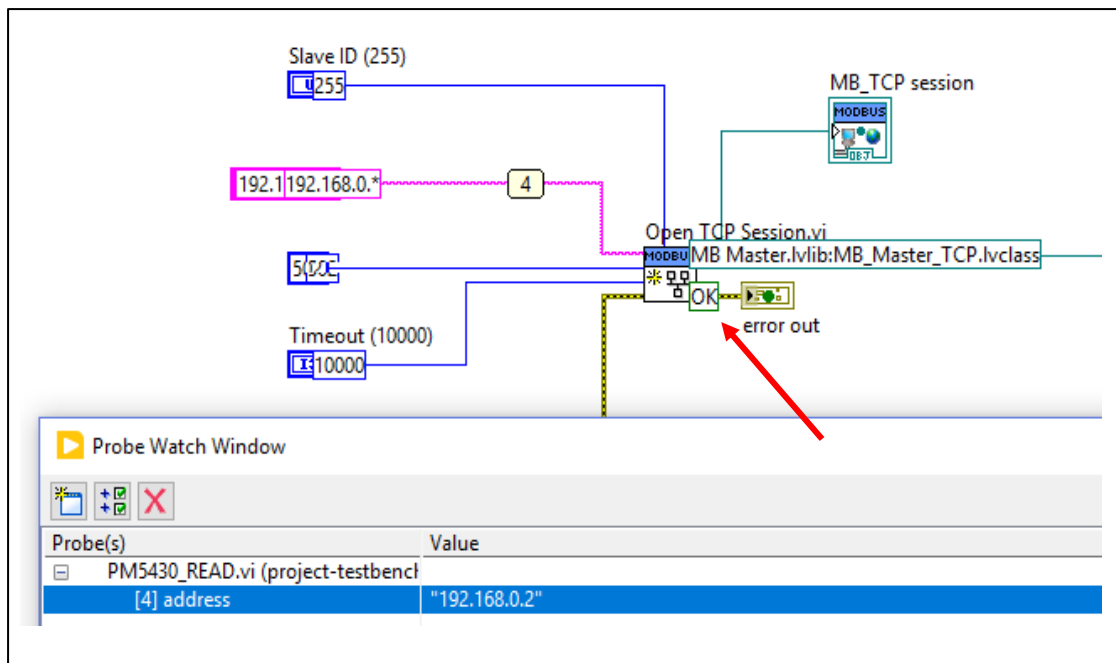 Slave ID (255)
255
MB_TCP session
MODBUS
OBJ
192.1
192.168.0.*
4
Open TCP Session.vi
MODBU
MB Master.lvlib:MB_Master_TCP.lvclass
OK
error out
Timeout (10000)
10000
Probe Watch Window
Probe(s)
Value
PM5430_READ.vi (project-testbench
[4] address
"192.168.0.2"